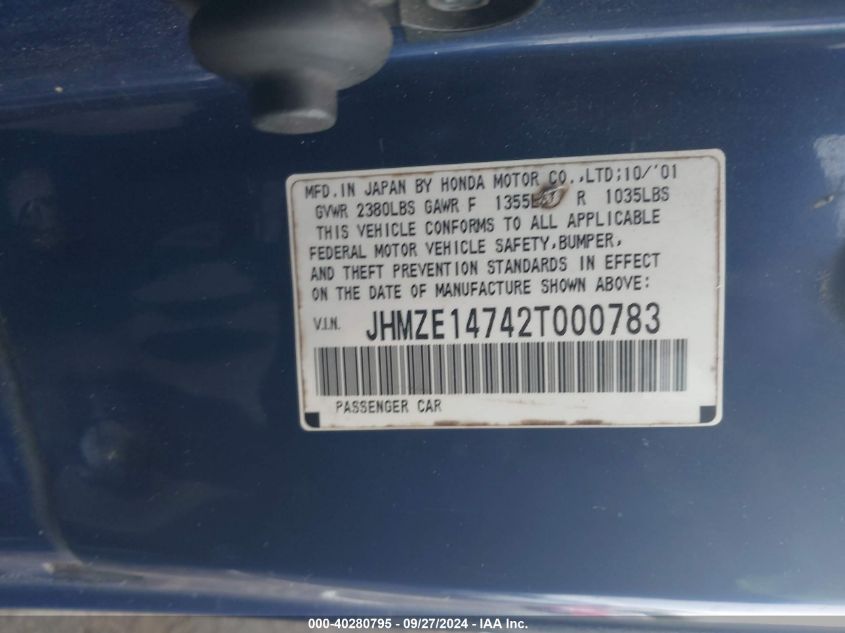 MFD.IN JAPAN BY HONDA MOTOR CO.,LTD;10/'01
GVWR 2380LBS GAWR F 1355LBS R 1035LBS
THIS VEHICLE CONFORMS TO ALL APPLICABLE
FEDERAL MOTOR VEHICLE SAFETY,BUMPER,
AND THEFT PREVENTION STANDARDS IN EFFECT
ON THE DATE OF MANUFACTURE SHOWN ABOVE:
V.I.N. JHMZE14742T000783
PASSENGER CAR
000-40280795 - 09/27/2024 - IAA Inc.